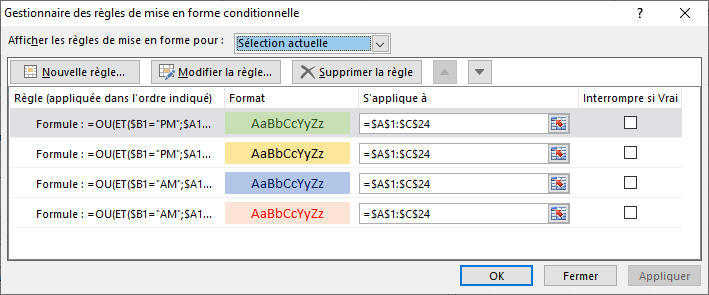 Gestionnaire des règles de mise en forme conditionnelle ? ×
Afficher les règles de mise en forme pour : Sélection actuelle
Nouvelle règle... Modifier la règle... Supprimer la règle
Règle (appliquée dans l'ordre indiqué) Format S'applique à Interrompre si Vrai
Formule : =OU(ET($B1="PM";$A1... AaBbCcYyZz =$A$1:$C$24
Formule : =OU(ET($B1="PM";$A1... AaBbCcYyZz =$A$1:$C$24
Formule : =OU(ET($B1="AM";$A1... AaBbCcYyZz =$A$1:$C$24
Formule : =OU(ET($B1="AM";$A1... AaBbCcYyZz =$A$1:$C$24
OK Fermer Appliquer